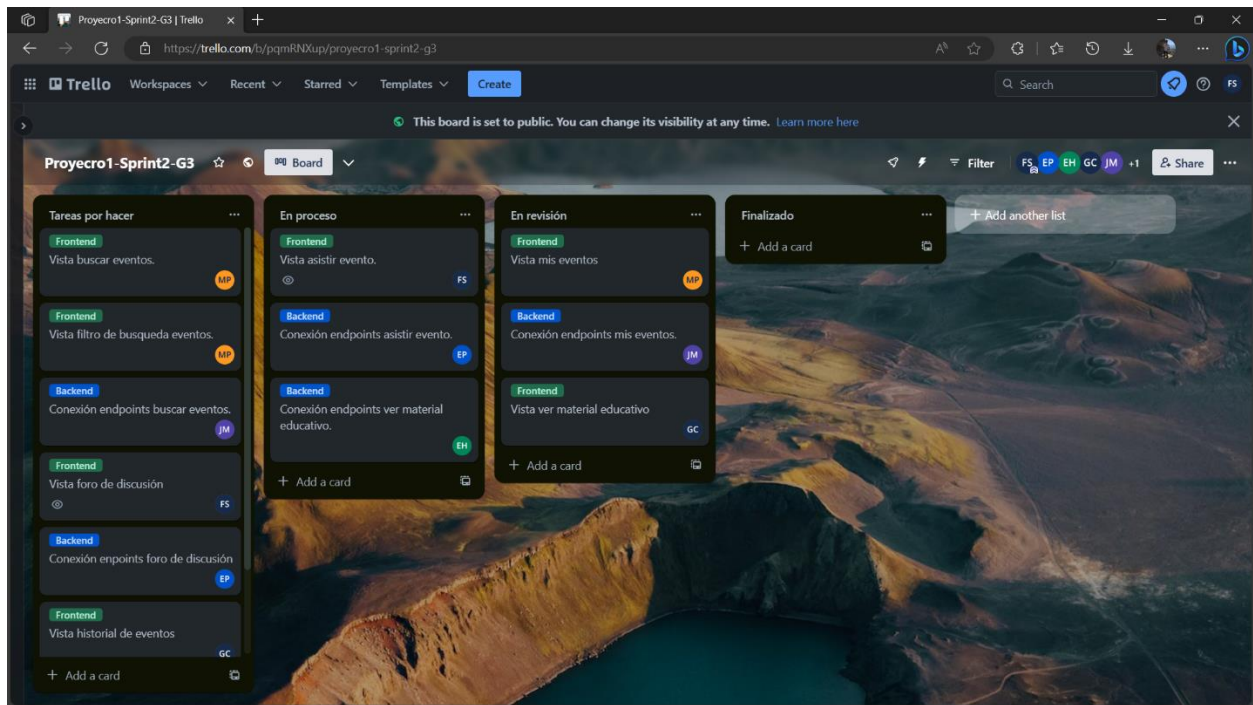 Proyecro1-Sprint2-G3 | Trello
https://trello.com/b/pqmRNXup/proyecro1-sprint2-g3
Trello Workspaces Recent Starred Templates Create Search FS
This board is set to public. You can change its visibility at any time. Learn more here
Proyecro1-Sprint2-G3 Board Filter FS EP EH GC JM +1 Share
Tareas por hacer
Frontend
Vista buscar eventos.
MP
Frontend
Vista filtro de busqueda eventos.
MP
Backend
Conexión endpoints buscar eventos.
JM
Frontend
Vista foro de discusión
FS
Backend
Conexión enpoints foro de discusión
EP
Frontend
Vista historial de eventos
GC
+ Add a card
En proceso
Frontend
Vista asistir evento.
FS
Backend
Conexión endpoints asistir evento.
EP
Backend
Conexión endpoints ver material
educativo.
EH
+ Add a card
En revisión
Frontend
Vista mis eventos
MP
Backend
Conexión endpoints mis eventos.
JM
Frontend
Vista ver material educativo
GC
+ Add a card
Finalizado
+ Add a card
+ Add another list